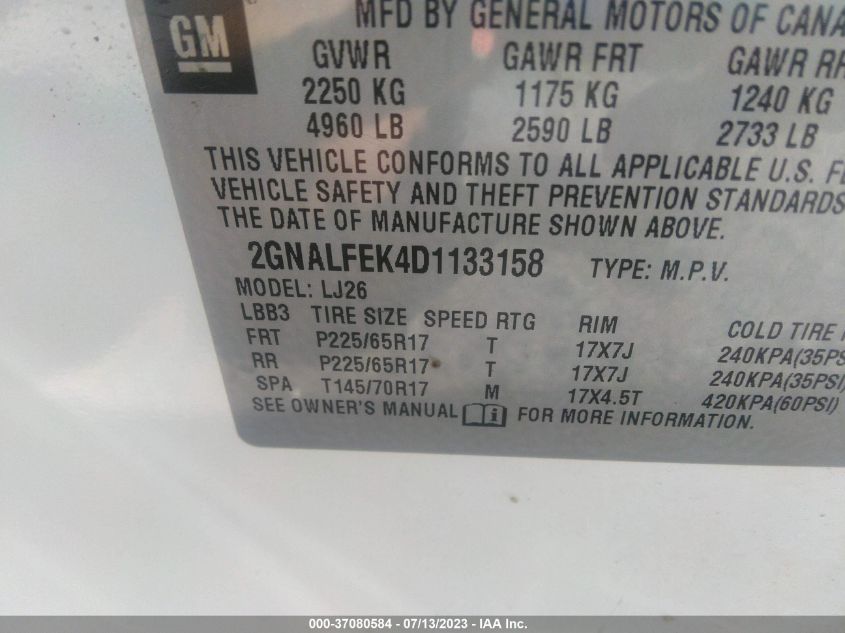 GM
MFD BY GENERAL MOTORS OF CANA
GVWR GAWR FRT GAWR RR
2250 KG 1175 KG 1240 KG
4960 LB 2590 LB 2733 LB
THIS VEHICLE CONFORMS TO ALL APPLICABLE U.S. FE
VEHICLE SAFETY AND THEFT PREVENTION STANDARDS
THE DATE OF MANUFACTURE SHOWN ABOVE.
2GNALFEK4D1133158 TYPE: M.P.V.
MODEL: LJ26
LBB3 TIRE SIZE SPEED RTG RIM COLD TIRE
FRT P225/65R17 T 17X7J 240KPA(35PSI
RR P225/65R17 T 17X7J 240KPA(35PSI)
SPA T145/70R17 M 17X4.5T 420KPA(60PSI)
SEE OWNER'S MANUAL i FOR MORE INFORMATION.
000-37080584 - 07/13/2023 - IAA Inc.